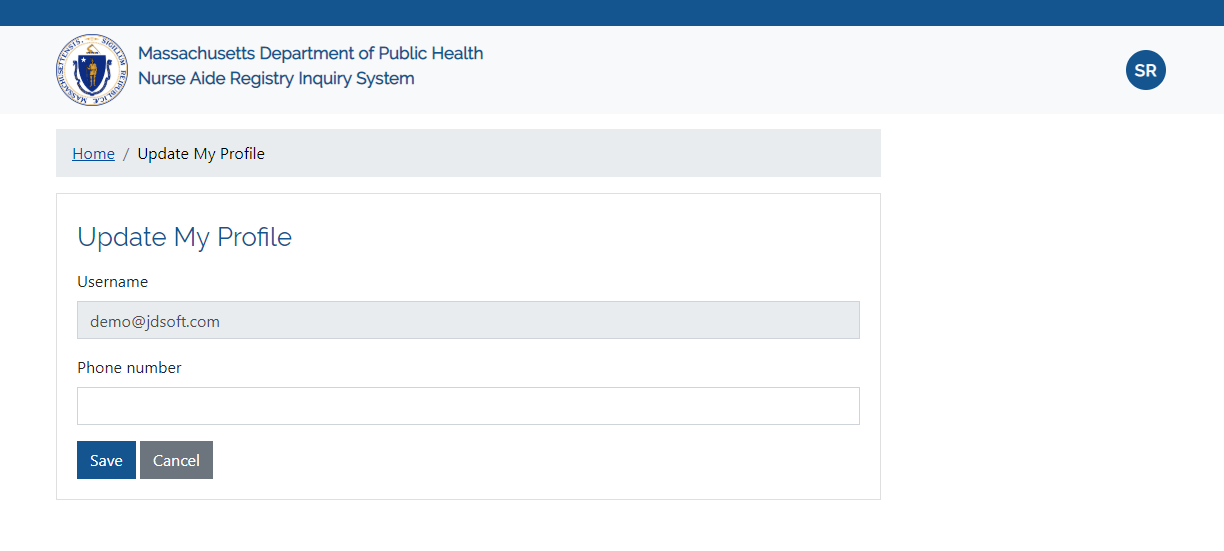 Massachusetts Department of Public Health
Nurse Aide Registry Inquiry System
SR
Home / Update My Profile
Update My Profile
Username
demo@jdsoft.com
Phone number
Save Cancel